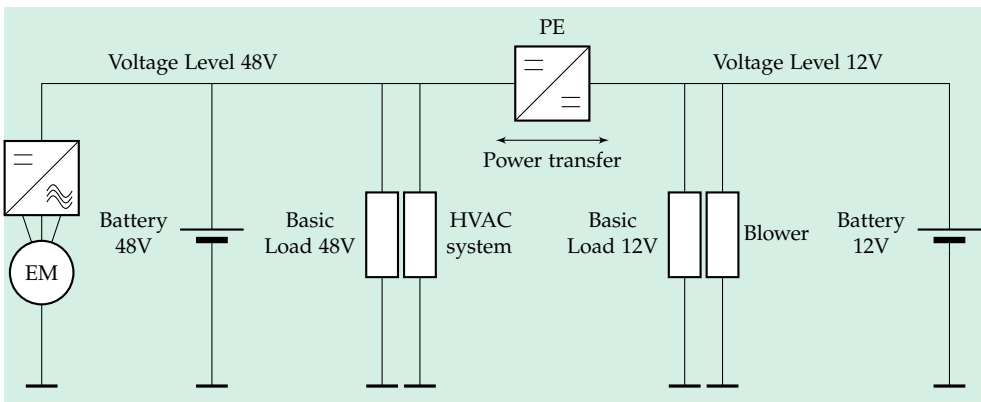 PE
Voltage Level 48V
Voltage Level 12V
Power transfer
EM
Battery
48V
Basic
Load 48V
HVAC
system
Basic
Load 12V
Blower
Battery
12V